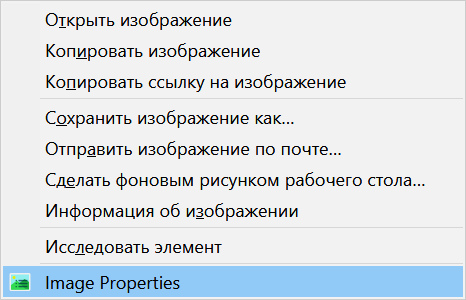 Открыть изображение
Копировать изображение
Копировать ссылку на изображение
Сохранить изображение как...
Отправить изображение по почте...
Сделать фоновым рисунком рабочего стола...
Информация об изображении
Исследовать элемент
Image Properties